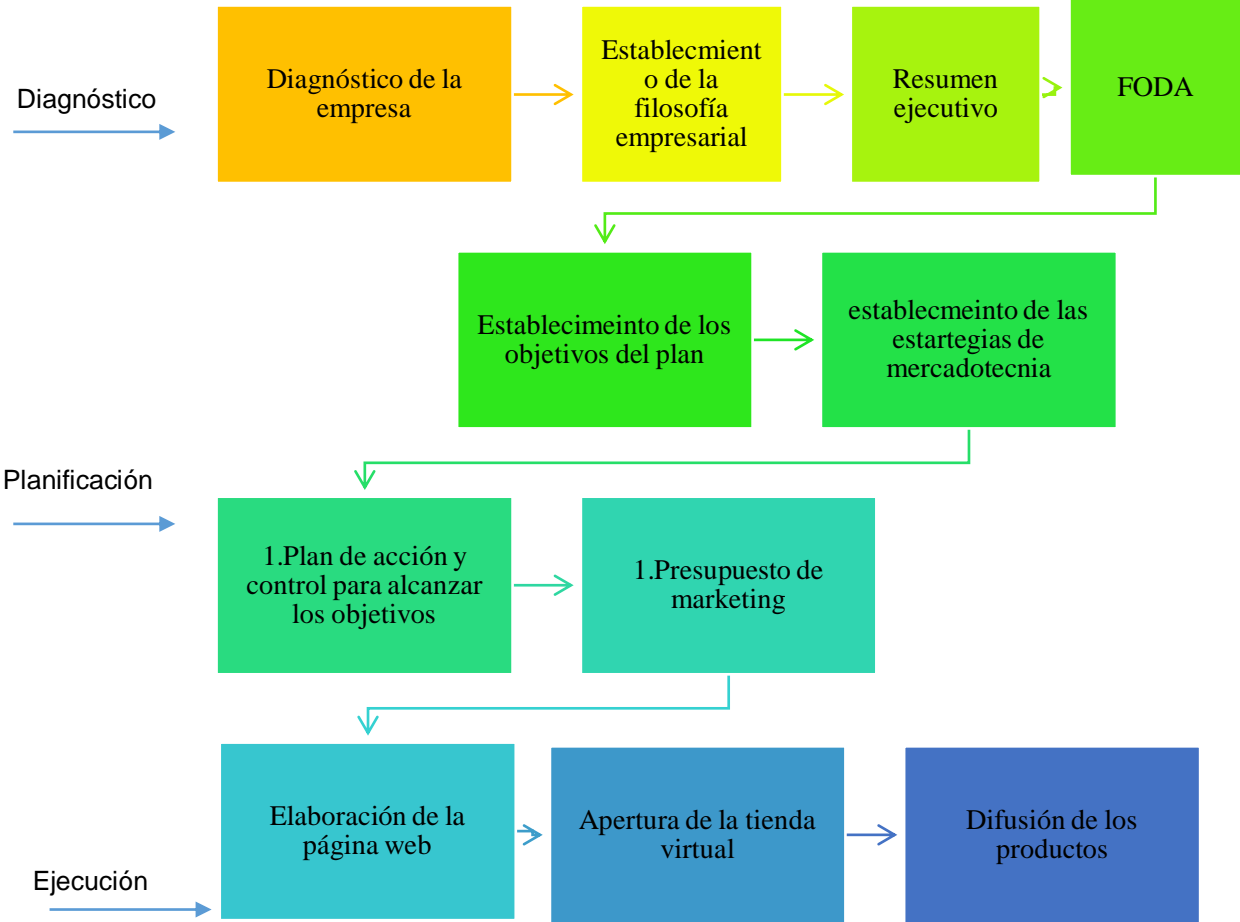 Diagnóstico
Diagnóstico de la
empresa
Establecmient
o de la
filosofía
empresarial
Resumen
ejecutivo
FODA
Establecimeinto de los
objetivos del plan
establecmeinto de las
estartegias de
mercadotecnia
Planificación
1.Plan de acción y
control para alcanzar
los objetivos
1.Presupuesto de
marketing
Ejecución
Elaboración de la
página web
Apertura de la tienda
virtual
Difusión de los
productos